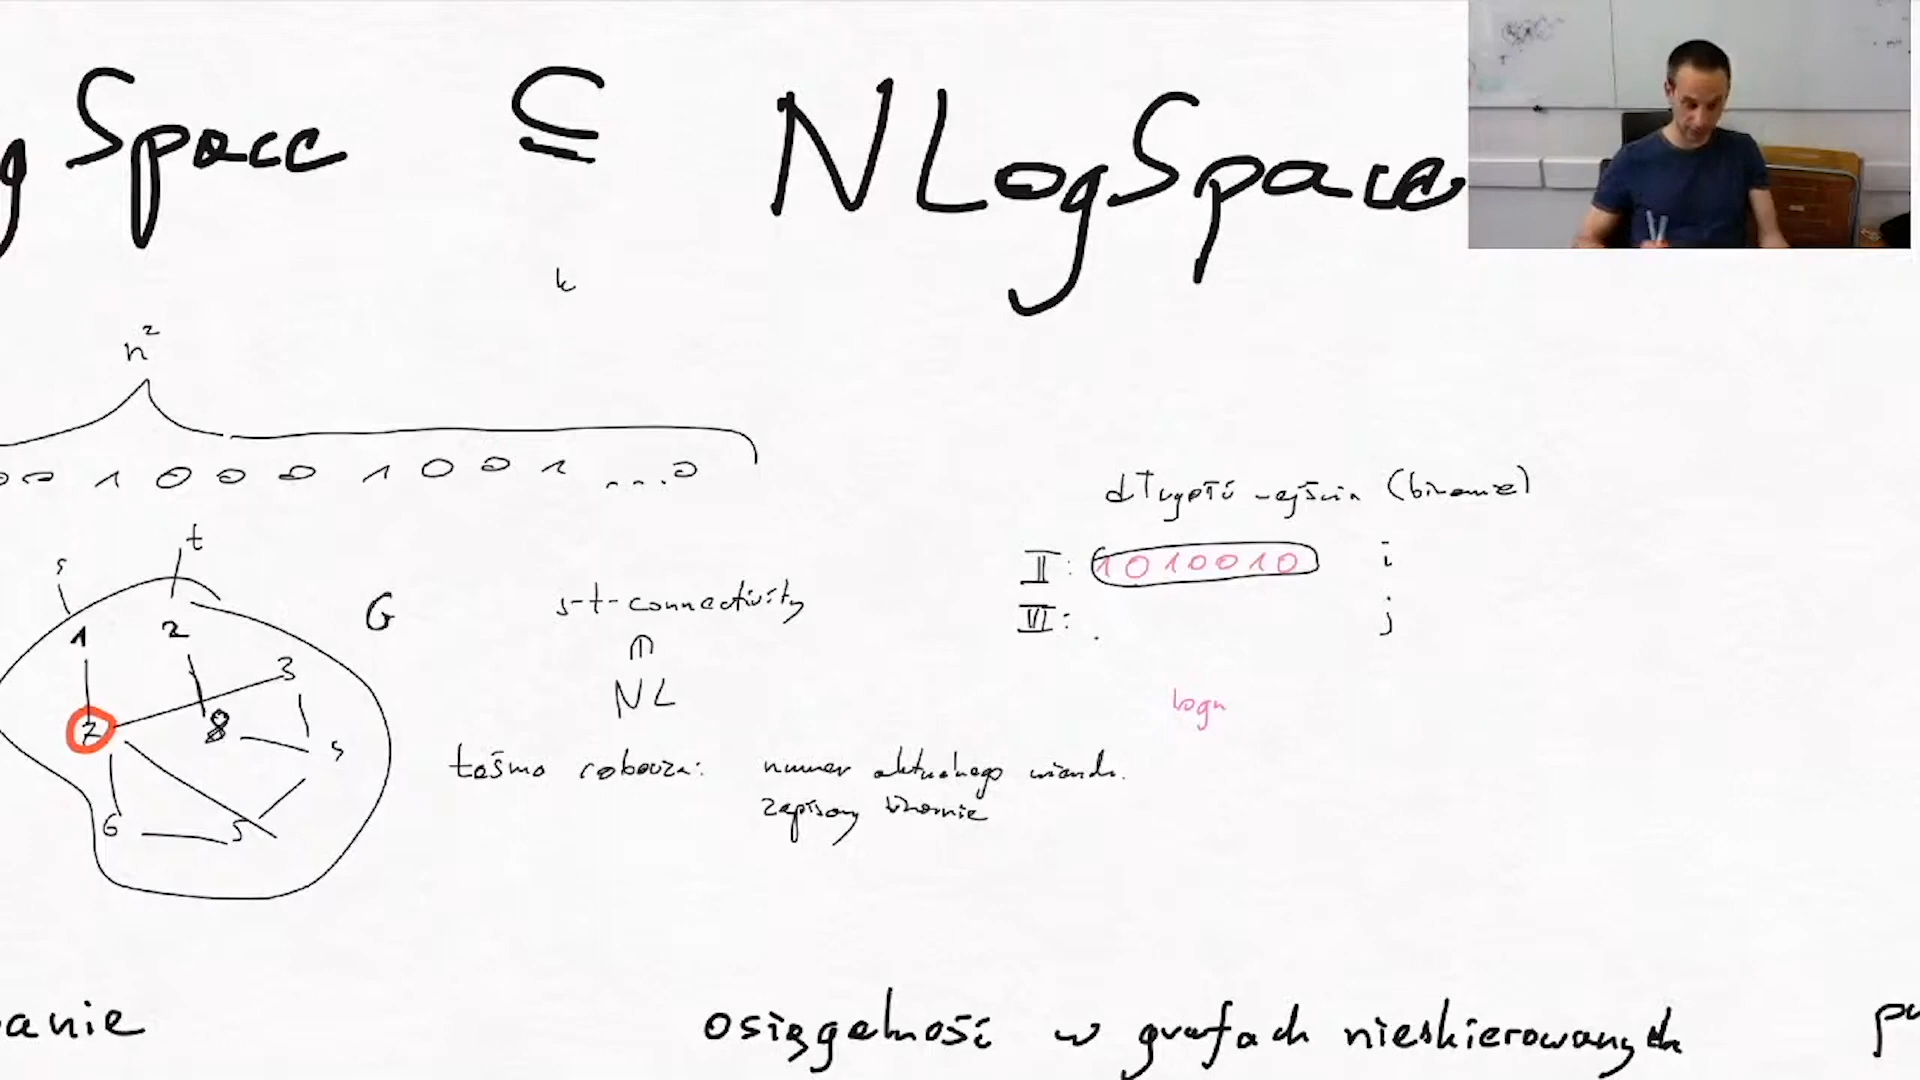 g Space ⊆ NLogSpace
k
n²
1 0 0 0 1 0 0 1 ...0
długość wejścia (binarnie)
II: 1010010 i
VI: j
s t
G
1 2 3
7 8 5
6 5
s-t-connectivity
NL
logn
taśma robocza: numer aktualnego wierzch.
zapisany binarnie
anie osięgalność w grafach nieskierowanych